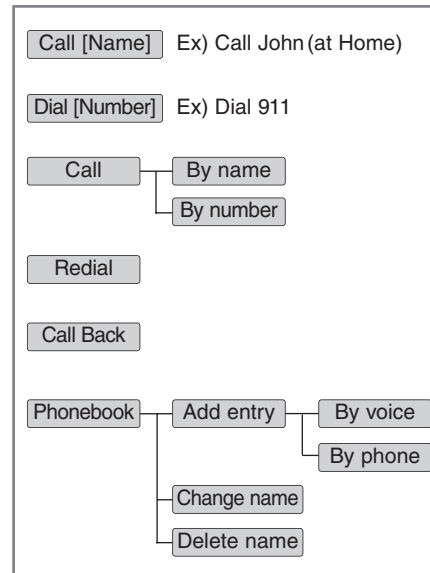 Call [Name] Ex) Call John (at Home)
Dial [Number] Ex) Dial 911
Call By name
By number
Redial
Call Back
Phonebook Add entry By voice
By phone
Change name
Delete name